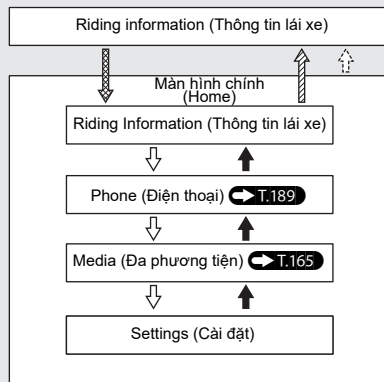 Riding information (Thông tin lái xe)
Màn hình chính
(Home)
Riding Information (Thông tin lái xe)
Phone (Điện thoại) T.189
Media (Đa phương tiện) T.165
Settings (Cài đặt)